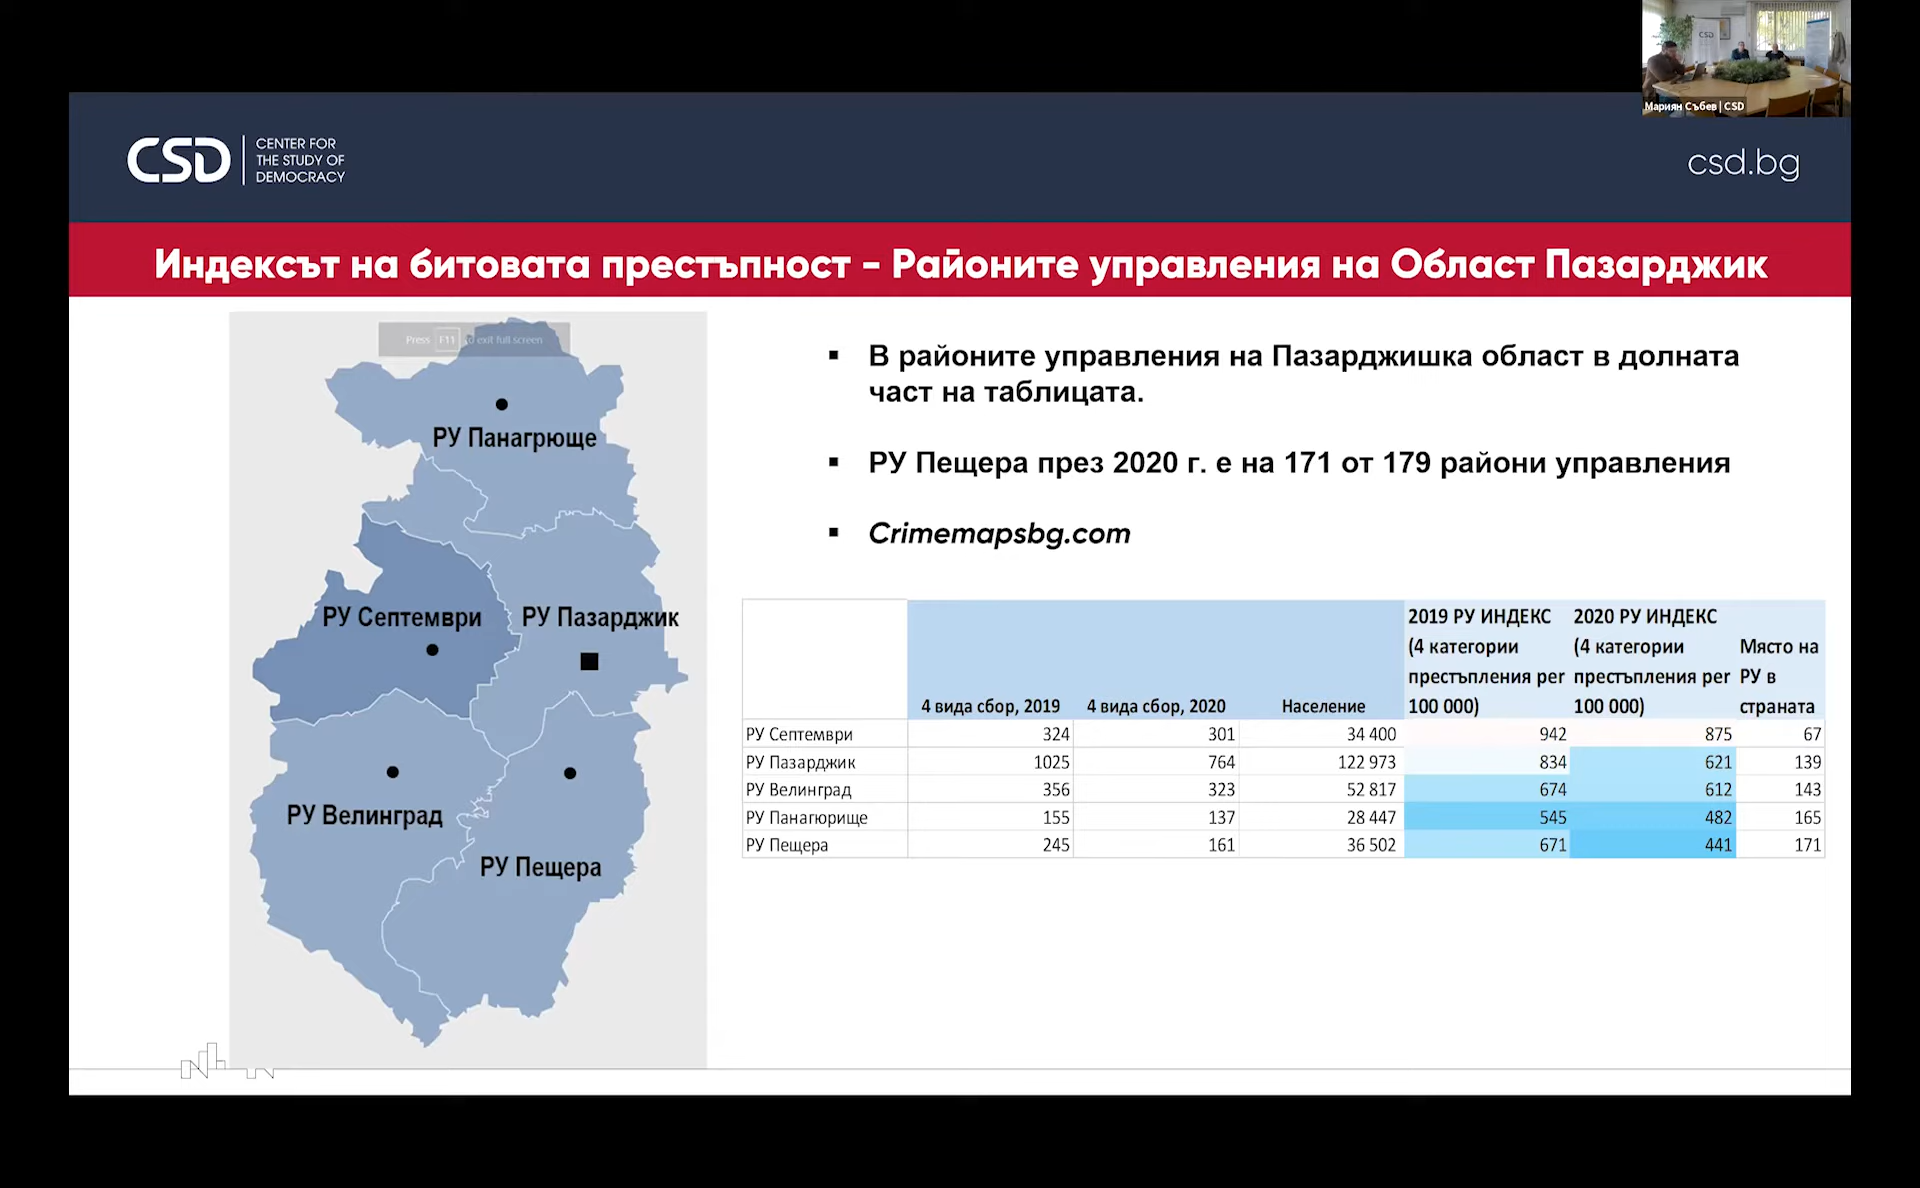 CSD
Мариян Събев | CSD
CSD
CENTER FOR
THE STUDY OF
DEMOCRACY
csd.bg
Индексът на битовата престъпност - Районите управления на Област Пазарджик
Press F11 to exit full screen
РУ Панагрюще
РУ Септември
РУ Пазарджик
РУ Велинград
РУ Пещера
▪ В районите управления на Пазарджишка област в долната
част на таблицата.
▪ РУ Пещера през 2020 г. е на 171 от 179 райони управления
▪ Crimemapsbg.com
4 вида сбор, 2019 4 вида сбор, 2020 Население 2019 РУ ИНДЕКС (4 категории престъпления per 100 000) 2020 РУ ИНДЕКС (4 категории престъпления per 100 000) Място на РУ в страната
РУ Септември 324 301 34 400 942 875 67
РУ Пазарджик 1025 764 122 973 834 621 139
РУ Велинград 356 323 52 817 674 612 143
РУ Панагюрище 155 137 28 447 545 482 165
РУ Пещера 245 161 36 502 671 441 171